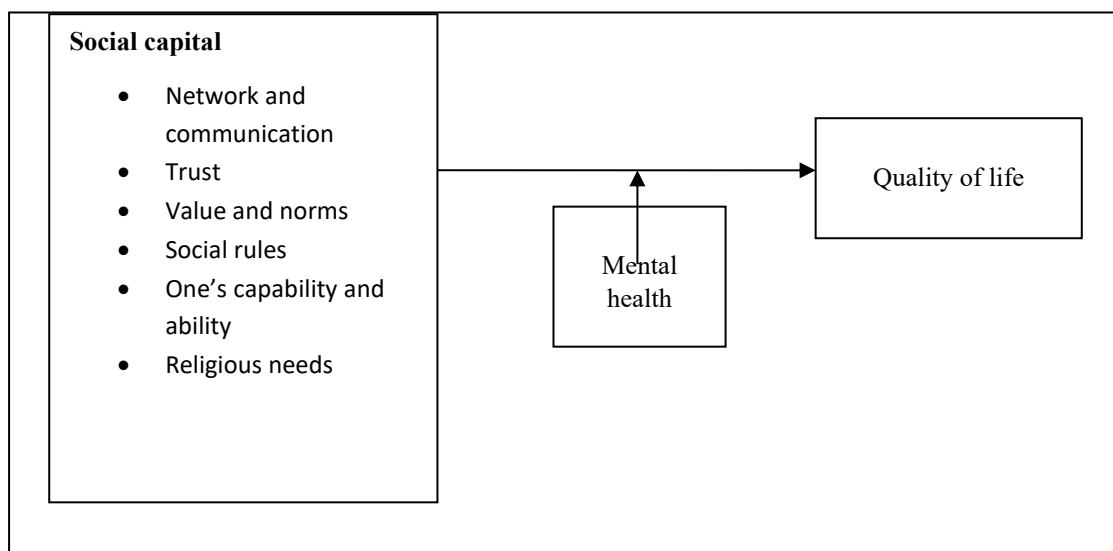 Social capital
• Network and
communication
• Trust
• Value and norms
• Social rules
• One’s capability and
ability
• Religious needs
Mental
health
Quality of life